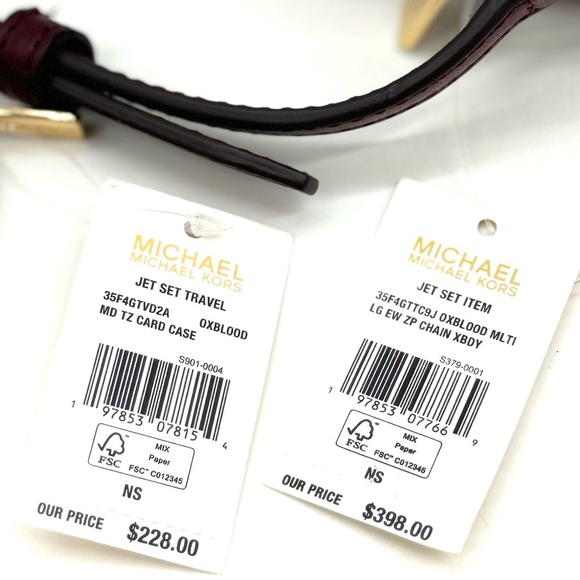 MICHAEL
MICHAEL KORS
JET SET TRAVEL
35F4GTVD2A OXBLOOD
MD TZ CARD CASE
S901-0004
1 97853 07815 4
FSC
MIX
Paper
FSC™ C012345
NS
OUR PRICE $228.00
MICHAEL
MICHAEL KORS
JET SET ITEM
35F4GTTC9J OXBLOOD MLTI
LG EW ZP CHAIN XBDY
S379-0001
1 97853 07766 9
FSC
MIX
Paper
FSC™ C012345
NS
OUR PRICE $398.00